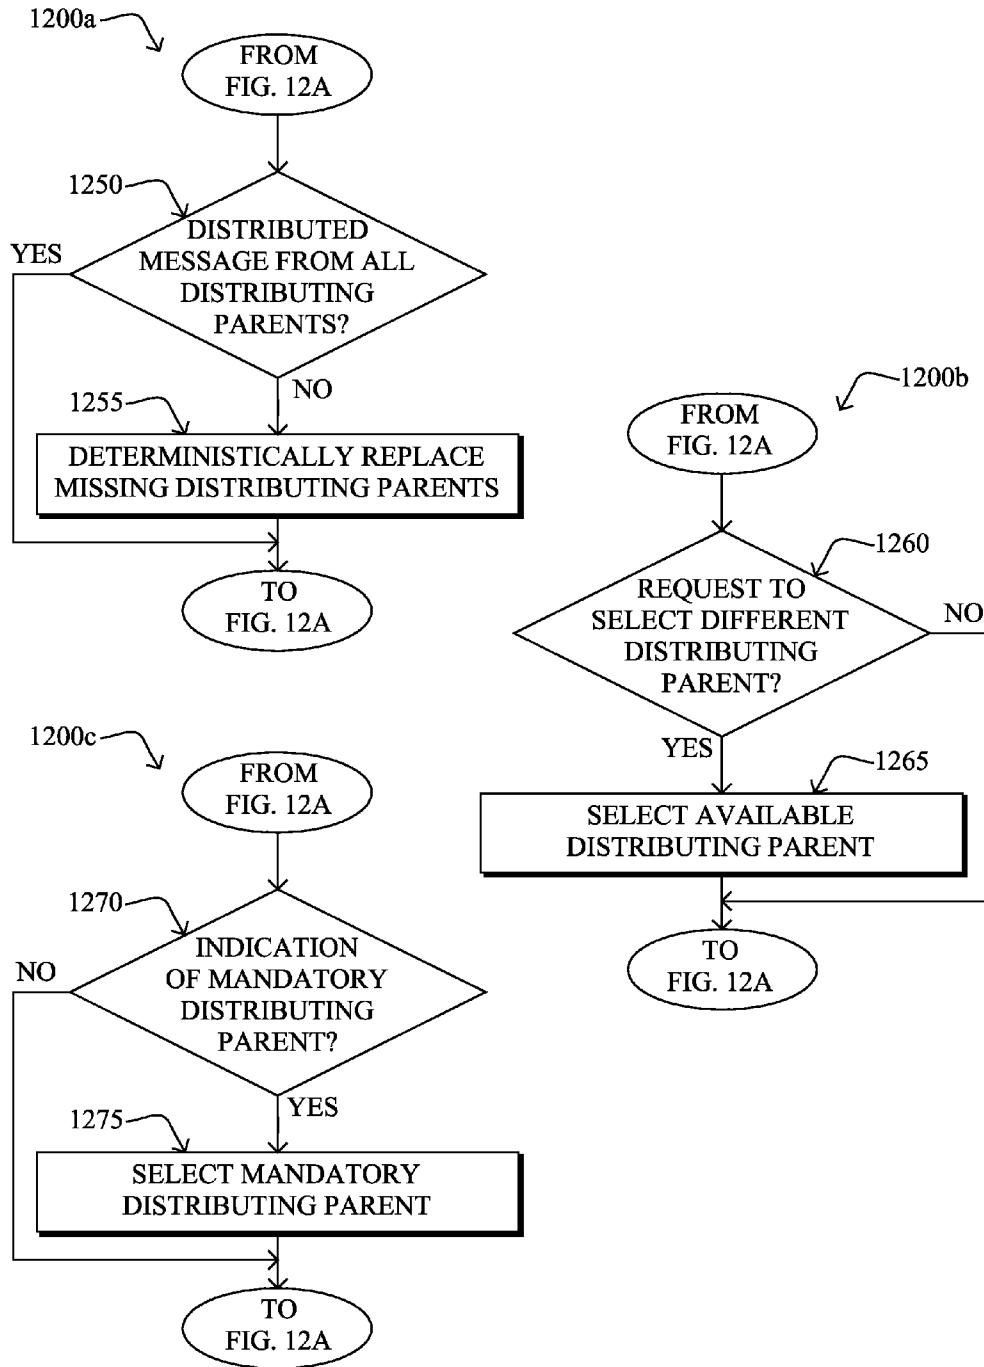 1200a
FROM
FIG. 12A
1250
DISTRIBUTED
MESSAGE FROM ALL
DISTRIBUTING
PARENTS?
YES
NO
1255
DETERMINISTICALLY REPLACE
MISSING DISTRIBUTING PARENTS
TO
FIG. 12A
1200b
FROM
FIG. 12A
1260
REQUEST TO
SELECT DIFFERENT
DISTRIBUTING
PARENT?
NO
YES
1265
SELECT AVAILABLE
DISTRIBUTING PARENT
TO
FIG. 12A
1200c
FROM
FIG. 12A
1270
INDICATION
OF MANDATORY
DISTRIBUTING
PARENT?
NO
YES
1275
SELECT MANDATORY
DISTRIBUTING PARENT
TO
FIG. 12A